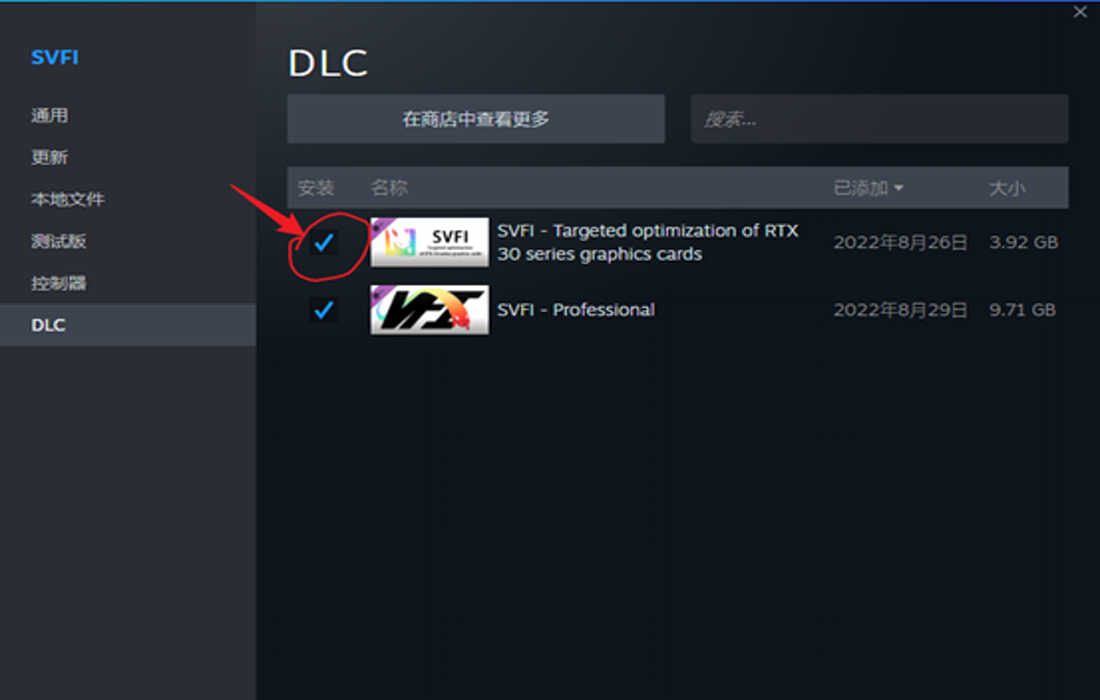 SVFI
通用
更新
本地文件
测试版
控制器
DLC
DLC
在商店中查看更多
搜索...
安装 名称 已添加 大小
SVFI
SVFI - Targeted optimization of RTX
30 series graphics cards
2022年8月26日 3.92 GB
SVFI - Professional 2022年8月29日 9.71 GB